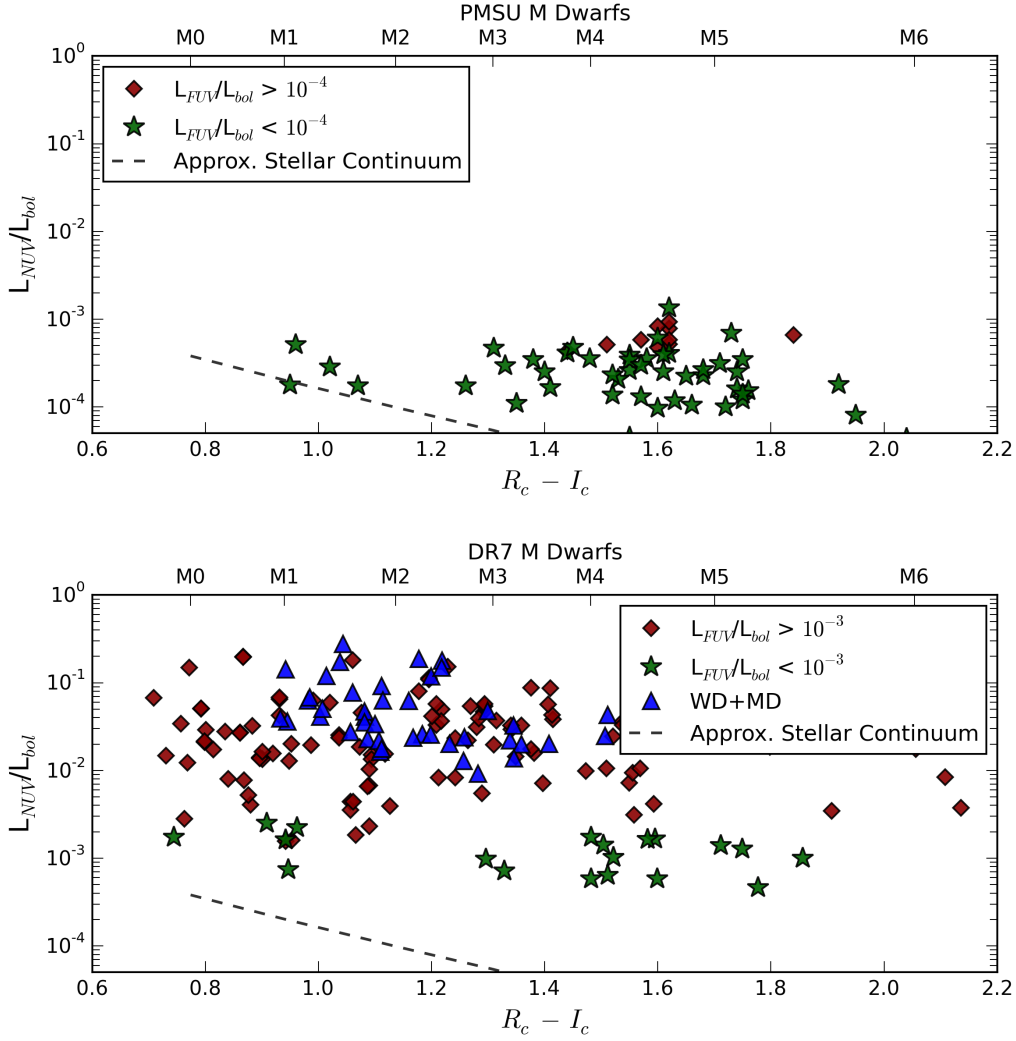 PMSU M Dwarfs
M0 M1 M2 M3 M4 M5 M6
10^0
L_FUV/L_bol > 10^−4
L_FUV/L_bol < 10^−4
Approx. Stellar Continuum
10^-1
10^-2
10^-3
10^-4
L_NUV/L_bol
0.6 0.8 1.0 1.2 1.4 1.6 1.8 2.0 2.2
R_c − I_c
DR7 M Dwarfs
M0 M1 M2 M3 M4 M5 M6
10^0
L_FUV/L_bol > 10^−3
L_FUV/L_bol < 10^−3
WD+MD
Approx. Stellar Continuum
10^-1
10^-2
10^-3
10^-4
L_NUV/L_bol
0.6 0.8 1.0 1.2 1.4 1.6 1.8 2.0 2.2
R_c − I_c